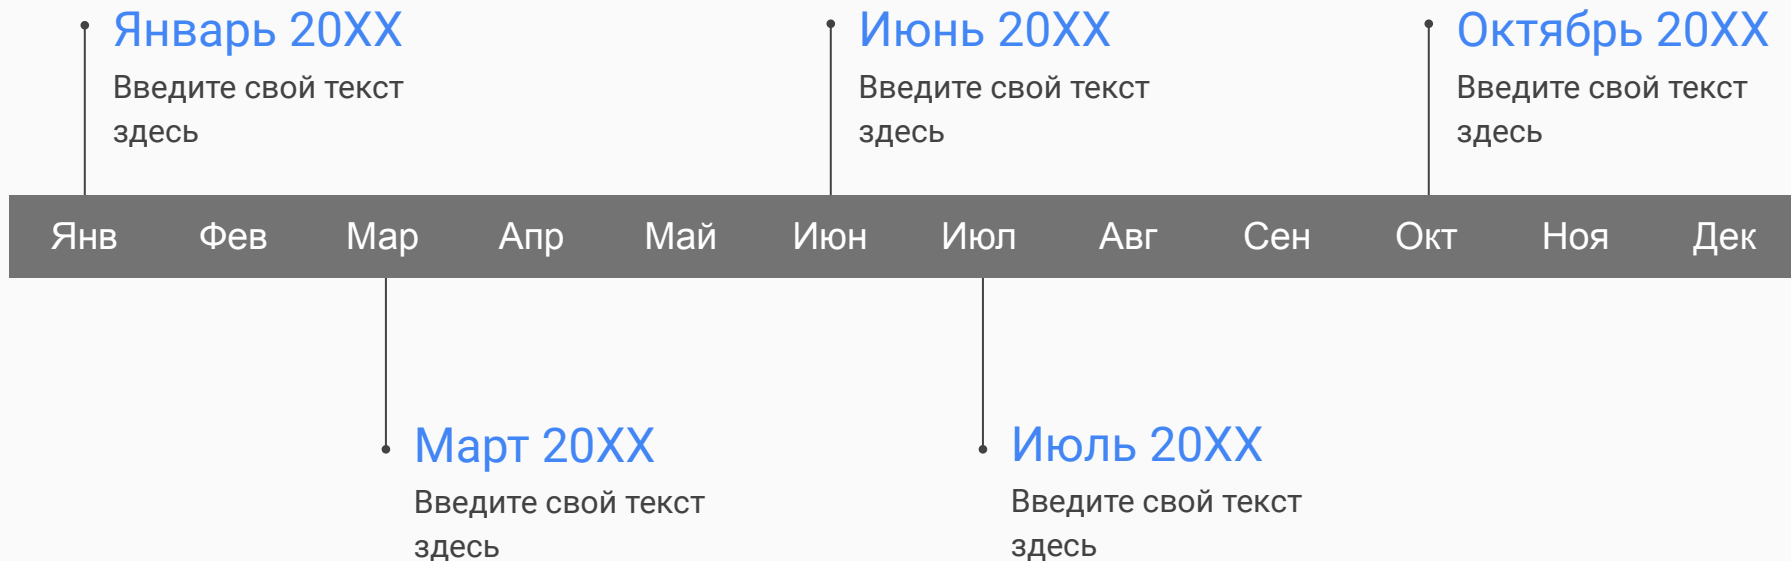 Январь 20XX
Введите свой текст
здесь
Июнь 20XX
Введите свой текст
здесь
Октябрь 20XX
Введите свой текст
здесь
Янв Фев Мар Апр Май Июн Июл Авг Сен Окт Ноя Дек
Март 20XX
Введите свой текст
здесь
Июль 20XX
Введите свой текст
здесь